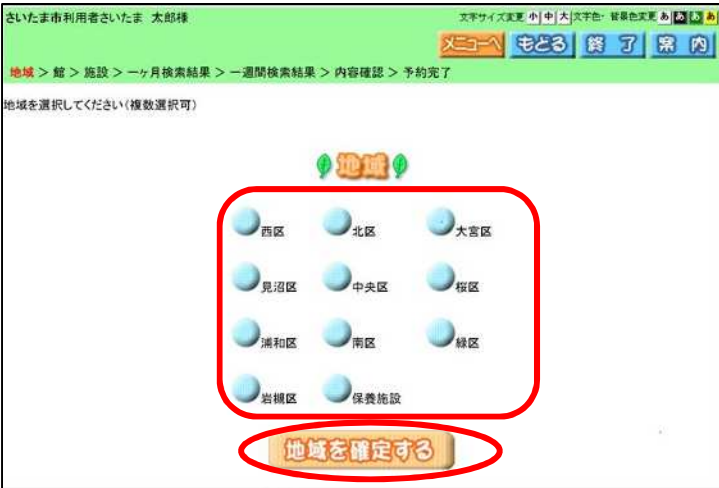 さいたま市利用者さいたま 太郎様 文字サイズ変更 小 中 大 文字色・背景色変更 あ あ あ あ
メニューへ もどる 終了 案内
地域 > 館 > 施設 > 一ヶ月検索結果 > 一週間検索結果 > 内容確認 > 予約完了
地域を選択してください(複数選択可)
地域
西区 北区 大宮区
見沼区 中央区 桜区
浦和区 南区 緑区
岩槻区 保養施設
地域を確定する